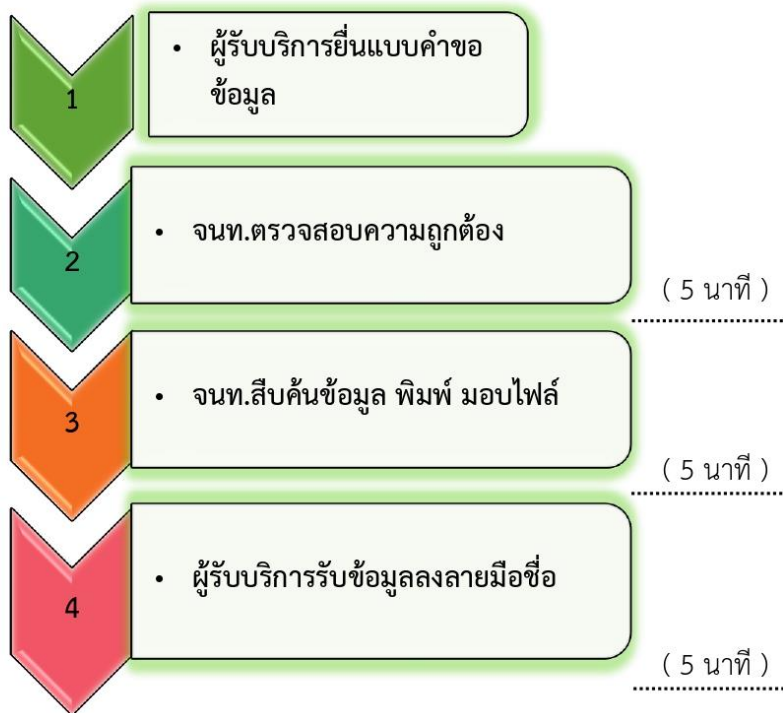 1
• ผู้รับบริการยื่นแบบคำขอ
ข้อมูล
2
• จนท.ตรวจสอบความถูกต้อง
( 5 นาที )
3
• จนท.สืบค้นข้อมูล พิมพ์ มอบไฟล์
( 5 นาที )
4
• ผู้รับบริการรับข้อมูลลงลายมือชื่อ
( 5 นาที )